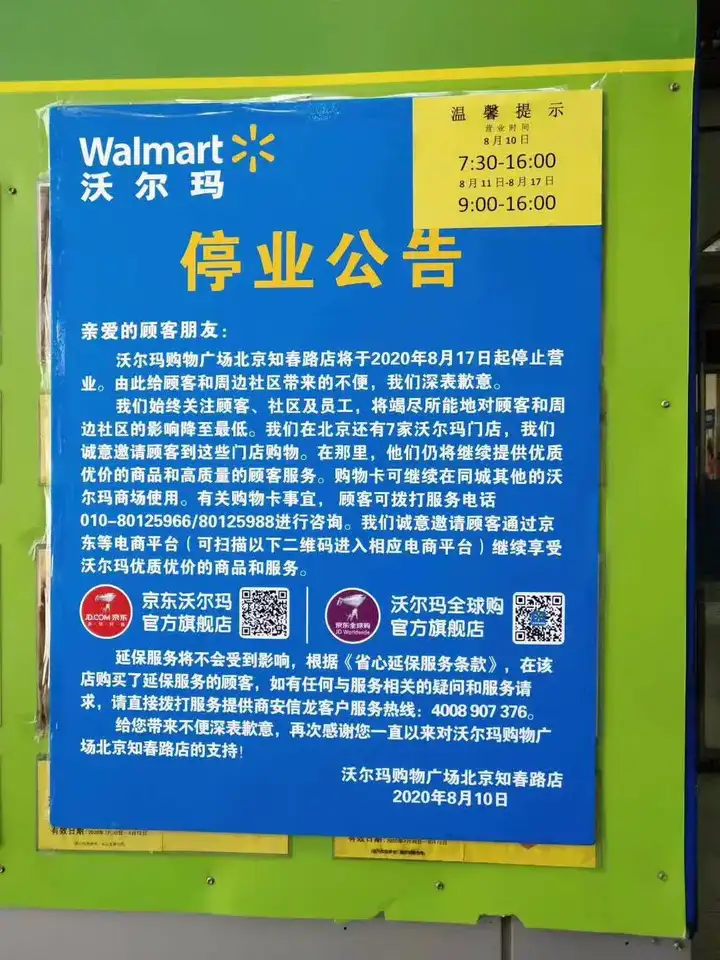 Walmart
沃尔玛
温馨提示
营业时间
8月10日
7:30-16:00
8月11日-8月17日
9:00-16:00
停业公告
亲爱的顾客朋友：
沃尔玛购物广场北京知春路店将于2020年8月17日起停止营
业。由此给顾客和周边社区带来的不便，我们深表歉意。
我们始终关注顾客、社区及员工，将竭尽所能地对顾客和周
边社区的影响降至最低。我们在北京还有7家沃尔玛门店，我们
诚意邀请顾客到这些门店购物。在那里，他们仍将继续提供优质
优价的商品和高质量的顾客服务。购物卡可继续在同城其他的沃
尔玛商场使用。有关购物卡事宜， 顾客可拨打服务电话
010-80125966/80125988进行咨询。我们诚意邀请顾客通过京
东等电商平台（可扫描以下二维码进入相应电商平台）继续享受
沃尔玛优质优价的商品和服务。
JD.COM 京东
京东沃尔玛
官方旗舰店
京东全球购
JD Worldwide
沃尔玛全球购
官方旗舰店
延保服务将不会受到影响，根据《省心延保服务条款》，在该
店购买了延保服务的顾客，如有任何与服务相关的疑问和服务请
求，请直接拨打服务提供商安信龙客户服务热线：4008 907 376。
给您带来不便深表歉意，再次感谢您一直以来对沃尔玛购物广
场北京知春路店的支持！
沃尔玛购物广场北京知春路店
2020年8月10日
有效日期
有效日期